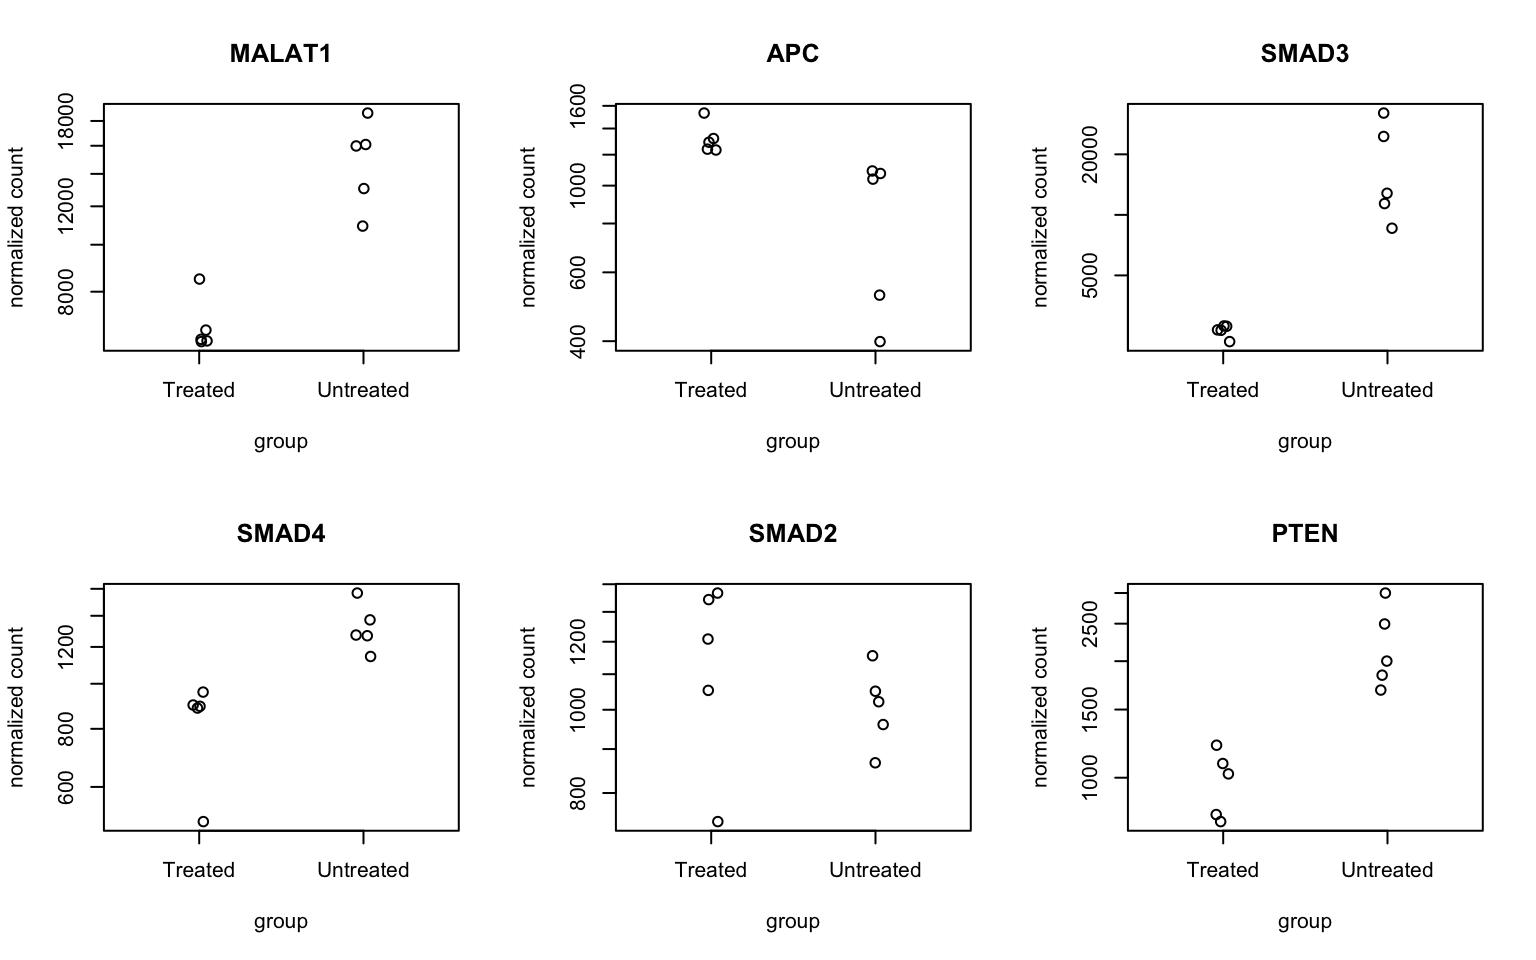 MALAT1
normalized count
18000
12000
8000
Treated Untreated
group
APC
normalized count
1600
1000
600
400
Treated Untreated
group
SMAD3
normalized count
20000
5000
Treated Untreated
group
SMAD4
normalized count
1200
800
600
Treated Untreated
group
SMAD2
normalized count
1200
1000
800
Treated Untreated
group
PTEN
normalized count
2500
1500
1000
Treated Untreated
group